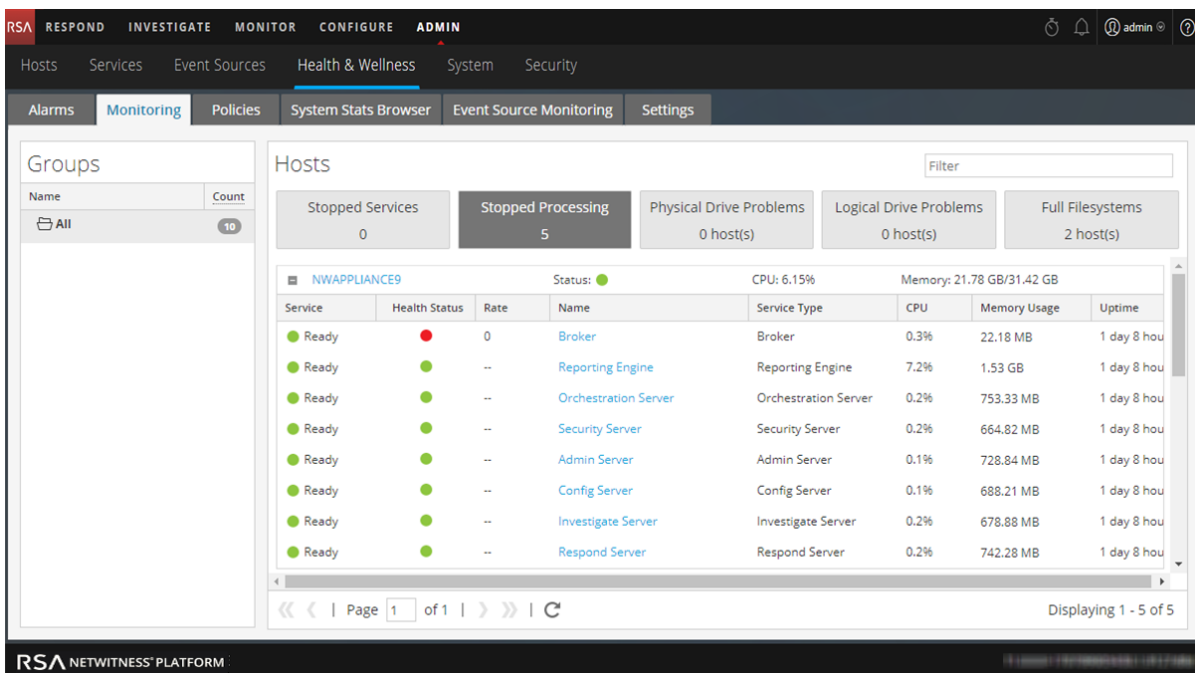 RSA RESPOND INVESTIGATE MONITOR CONFIGURE ADMIN admin ?
Hosts Services Event Sources Health & Wellness System Security
Alarms Monitoring Policies System Stats Browser Event Source Monitoring Settings
Groups
Name Count
All 10
Hosts
Filter
Stopped Services Stopped Processing Physical Drive Problems Logical Drive Problems Full Filesystems
0 5 0 host(s) 0 host(s) 2 host(s)
NWAPPLIANCE9 Status: CPU: 6.15% Memory: 21.78 GB/31.42 GB
Service Health Status Rate Name Service Type CPU Memory Usage Uptime
Ready 0 Broker Broker 0.3% 22.18 MB 1 day 8 hou
Ready -- Reporting Engine Reporting Engine 7.2% 1.53 GB 1 day 8 hou
Ready -- Orchestration Server Orchestration Server 0.2% 753.33 MB 1 day 8 hou
Ready -- Security Server Security Server 0.2% 664.82 MB 1 day 8 hou
Ready -- Admin Server Admin Server 0.1% 728.84 MB 1 day 8 hou
Ready -- Config Server Config Server 0.1% 688.21 MB 1 day 8 hou
Ready -- Investigate Server Investigate Server 0.2% 678.88 MB 1 day 8 hou
Ready -- Respond Server Respond Server 0.2% 742.28 MB 1 day 8 hou
Page 1 of 1 Displaying 1 - 5 of 5
RSA NETWITNESS® PLATFORM